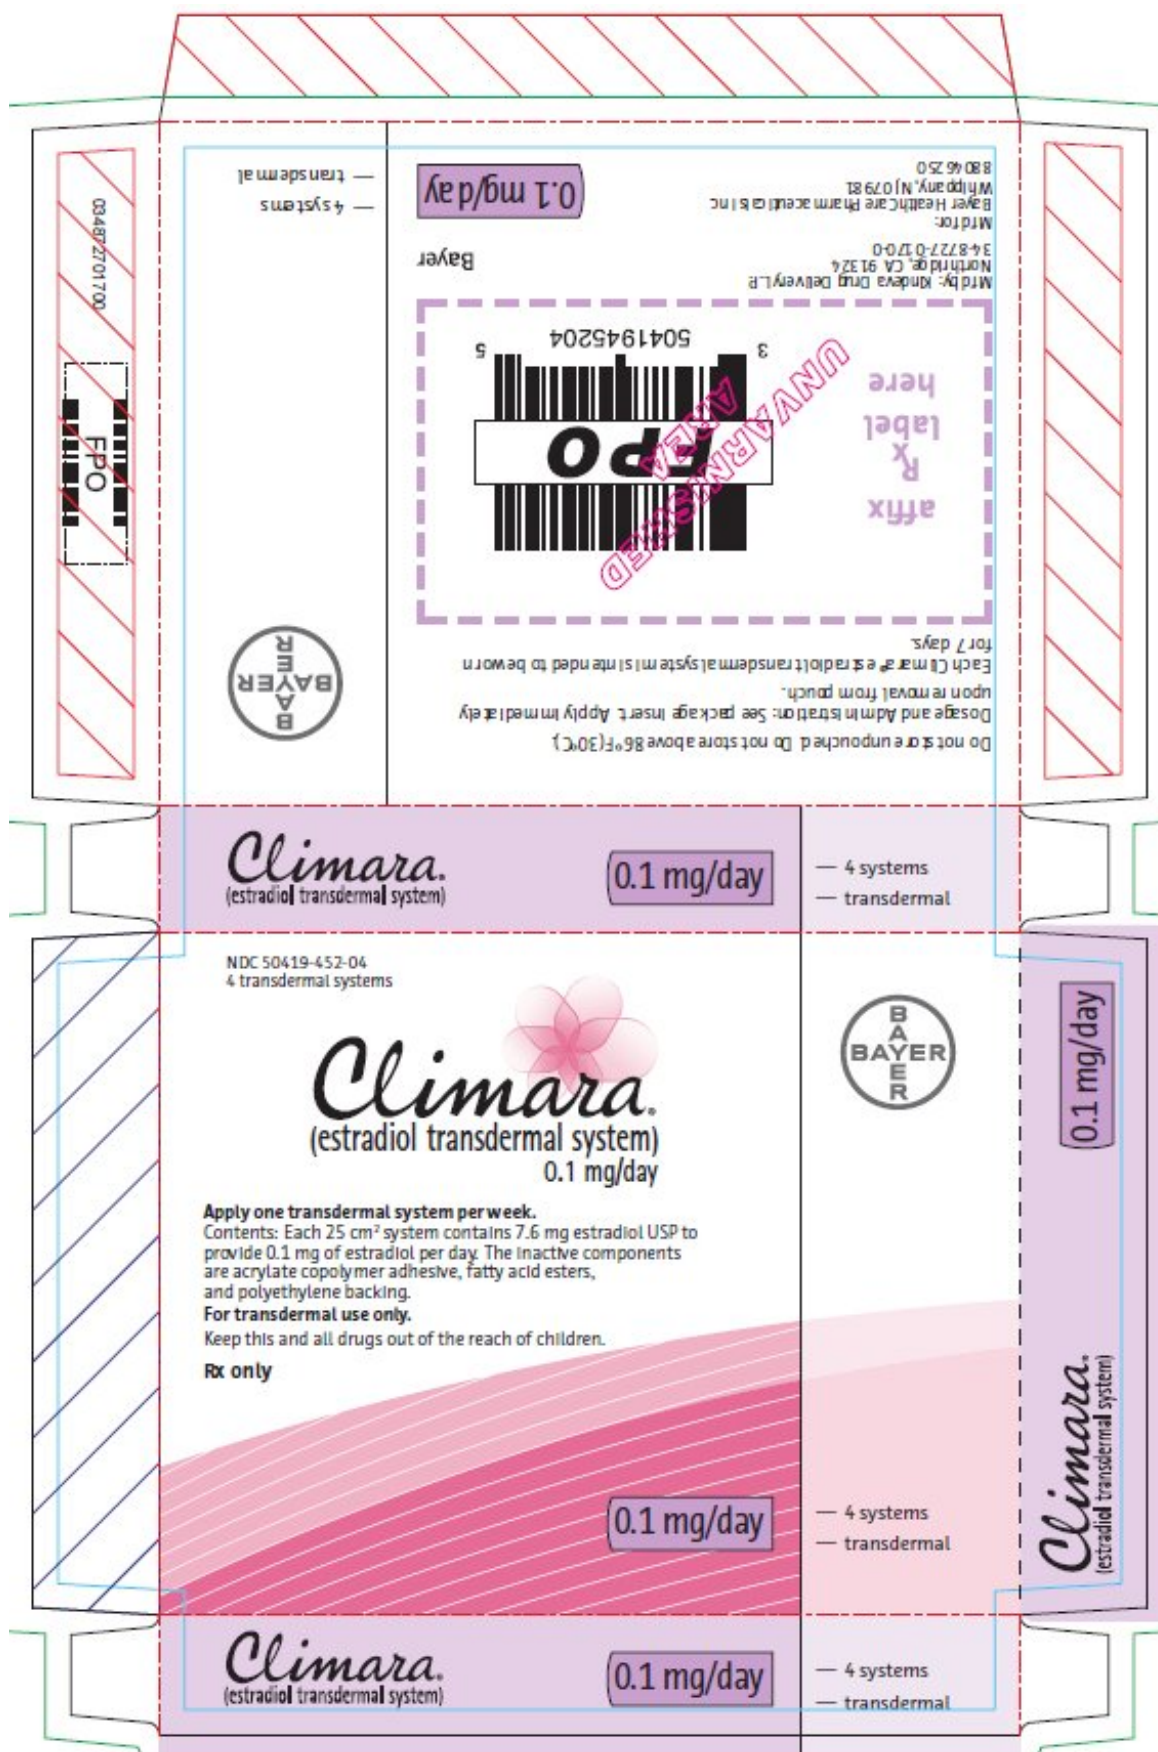 — 4 systems
— transdermal
0.1 mg/day
Mfd for:
Bayer HealthCare Pharmaceuticals Inc
Whippany, NJ 07981
88046250
Mfd by: Kindeva Drug Delivery L.P.
Northridge, CA 91324
34-8727-0170-0
Bayer
affix
Rx
label
here
3 5041945204 5
FPO
UNVARNISHED
AREA
034872701700
FPO
BAYER
BAYER
Do not store unpouched. Do not store above 86°F (30°C).
Dosage and Administration: See package insert. Apply immediately
upon removal from pouch.
Each Climara® estradiol transdermal system is intended to be worn
for 7 days.
Climara®
(estradiol transdermal system)
0.1 mg/day
— 4 systems
— transdermal
NDC 50419-452-04
4 transdermal systems
Climara®
(estradiol transdermal system)
0.1 mg/day
BAYER
BAYER
Apply one transdermal system per week.
Contents: Each 25 cm² system contains 7.6 mg estradiol USP to
provide 0.1 mg of estradiol per day. The inactive components
are acrylate copolymer adhesive, fatty acid esters,
and polyethylene backing.
For transdermal use only.
Keep this and all drugs out of the reach of children.
Rx only
0.1 mg/day
— 4 systems
— transdermal
Climara®
(estradiol transdermal system)
0.1 mg/day
Climara®
(estradiol transdermal system)
0.1 mg/day
— 4 systems
— transdermal